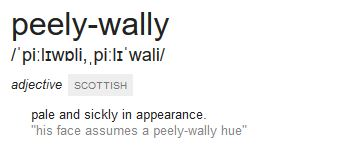 peely-wally
/ˈpiːlɪwɒli,ˌpiːlɪˈwali/
adjective SCOTTISH
pale and sickly in appearance.
"his face assumes a peely-wally hue"